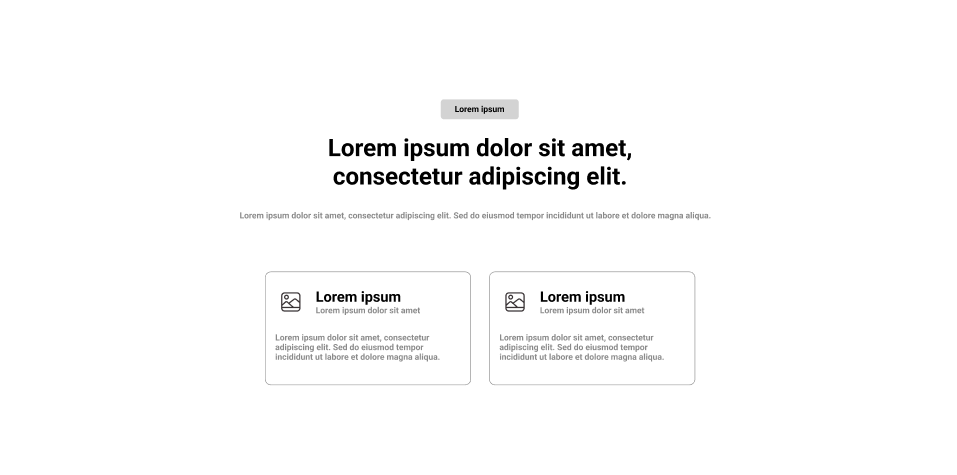 Lorem ipsum
Lorem ipsum dolor sit amet,
consectetur adipiscing elit.
Lorem ipsum dolor sit amet, consectetur adipiscing elit. Sed do eiusmod tempor incididunt ut labore et dolore magna aliqua.
Lorem ipsum
Lorem ipsum dolor sit amet
Lorem ipsum dolor sit amet, consectetur
adipiscing elit. Sed do eiusmod tempor
incididunt ut labore et dolore magna aliqua.
Lorem ipsum
Lorem ipsum dolor sit amet
Lorem ipsum dolor sit amet, consectetur
adipiscing elit. Sed do eiusmod tempor
incididunt ut labore et dolore magna aliqua.